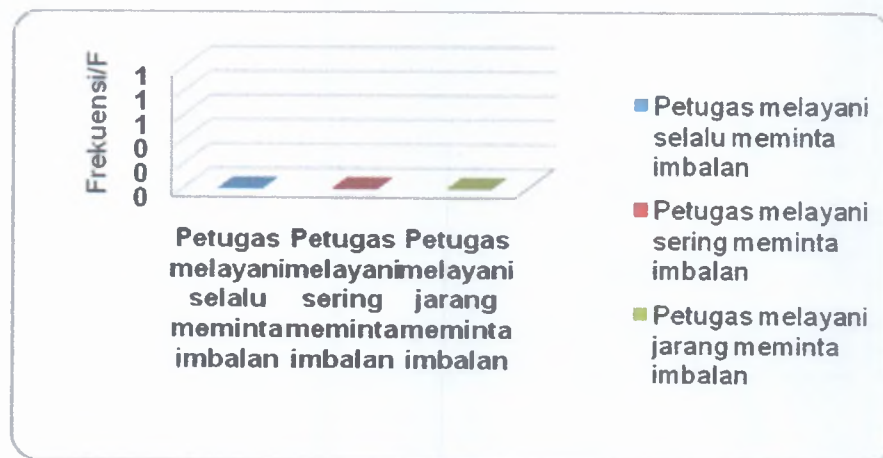 Frekuensi/F
1
1
1
0
0
0
Petugas melayani selalu meminta imbalan
Petugas melayani sering meminta imbalan
Petugas melayani jarang meminta imbalan
Petugas melayani
selalu meminta
imbalan
Petugas melayani
sering meminta
imbalan
Petugas melayani
jarang meminta
imbalan